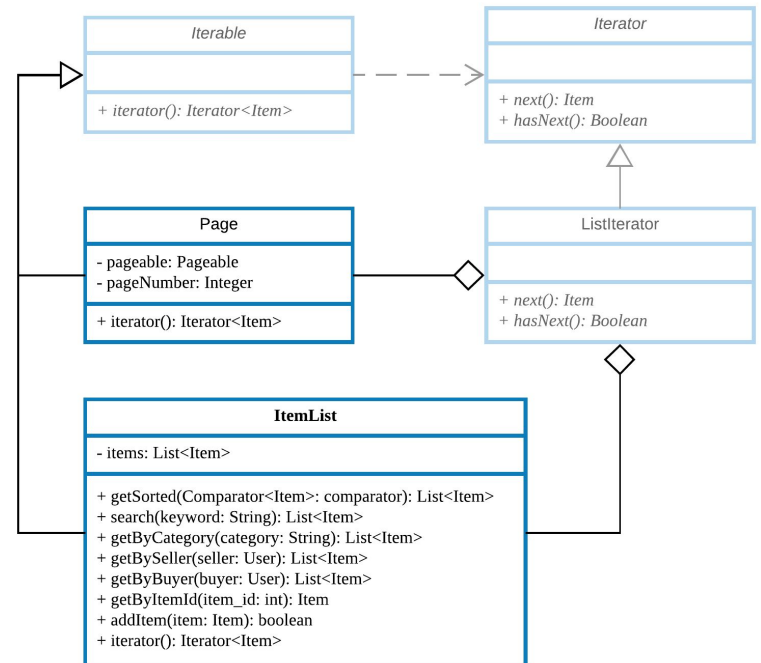 Iterable
+ iterator(): Iterator<Item>
Iterator
+ next(): Item
+ hasNext(): Boolean
Page
- pageable: Pageable
- pageNumber: Integer
+ iterator(): Iterator<Item>
ListIterator
+ next(): Item
+ hasNext(): Boolean
ItemList
- items: List<Item>
+ getSorted(Comparator<Item>: comparator): List<Item>
+ search(keyword: String): List<Item>
+ getByCategory(category: String): List<Item>
+ getBySeller(seller: User): List<Item>
+ getByBuyer(buyer: User): List<Item>
+ getByItemId(item_id: int): Item
+ addItem(item: Item): boolean
+ iterator(): Iterator<Item>